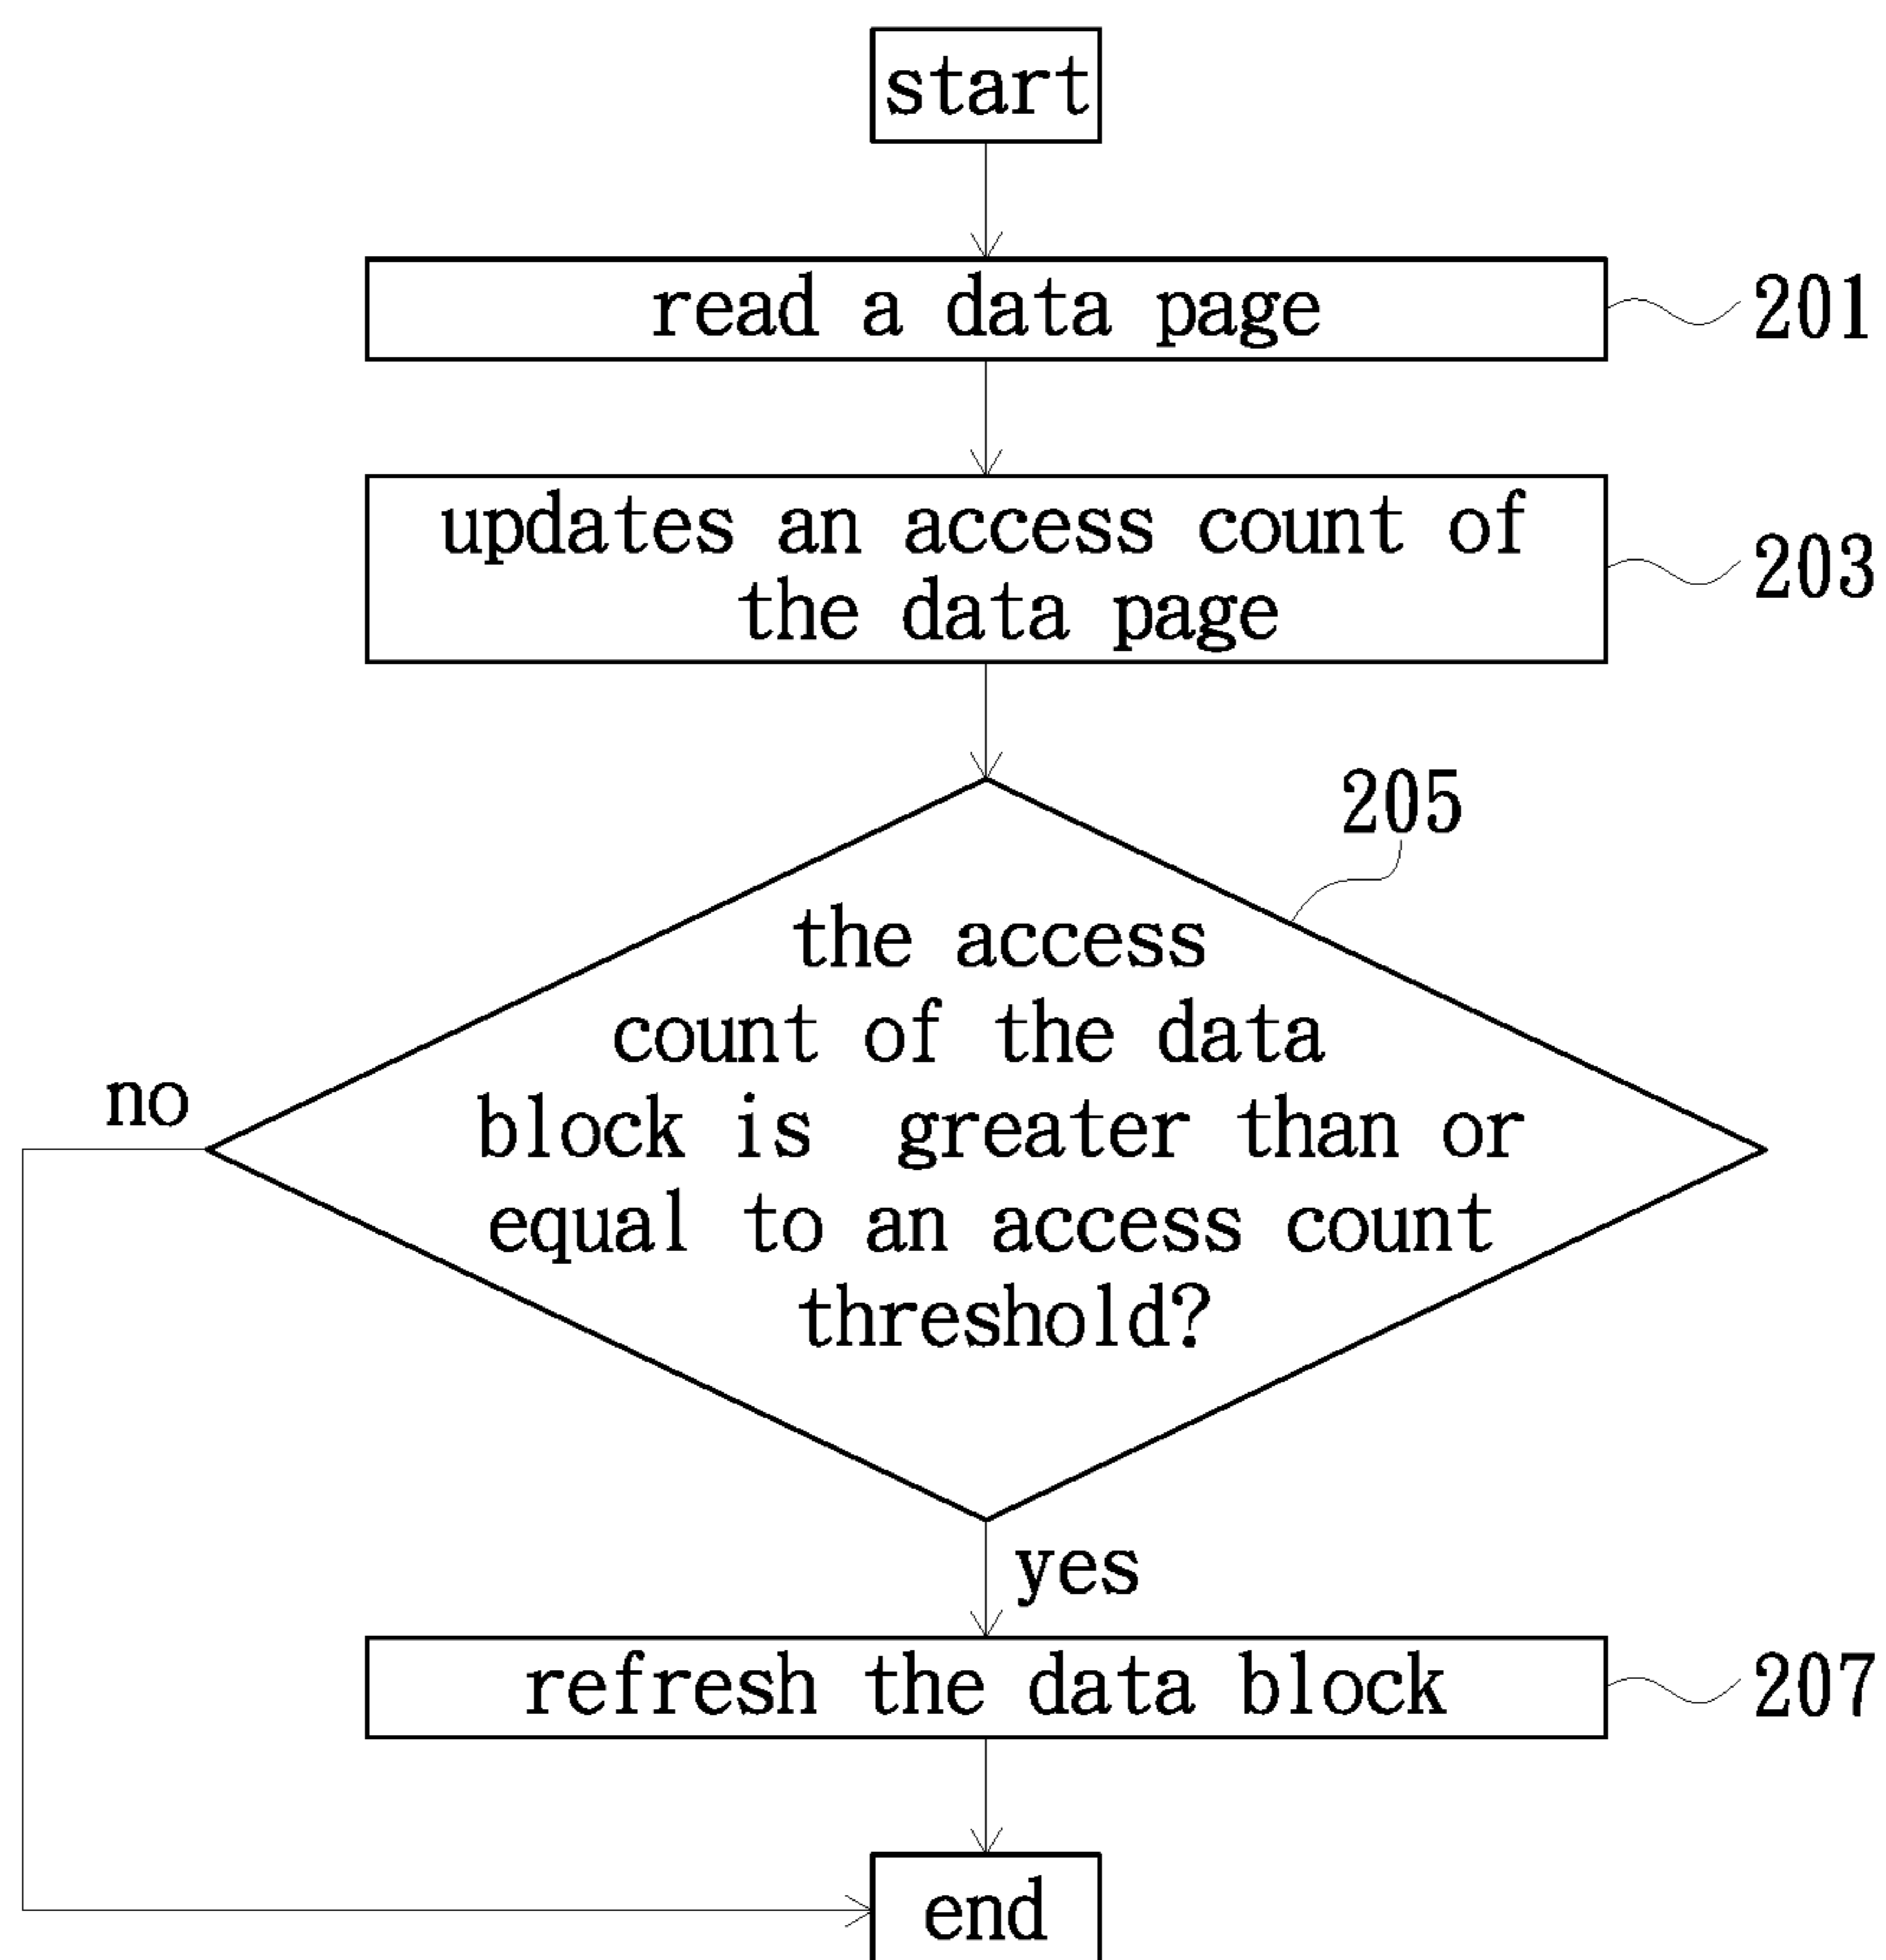 start
read a data page
201
updates an access count of
the data page
203
205
the access
count of the data
block is greater than or
equal to an access count
threshold?
no
yes
refresh the data block
207
end